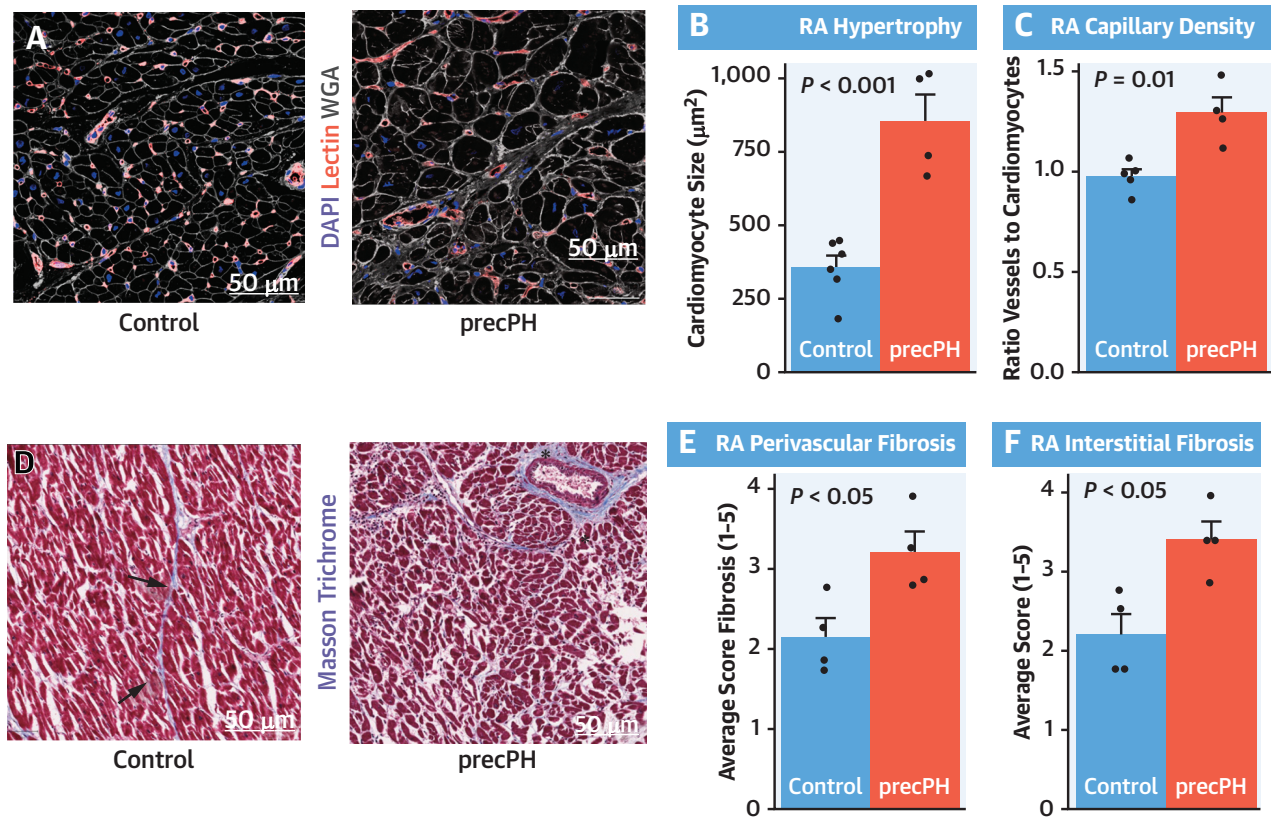 A
50 μm
Control
DAPI Lectin WGA
50 μm
precPH
B RA Hypertrophy
Cardiomyocyte Size (μm²)
1,000
750
500
250
0
P < 0.001
Control
precPH
C RA Capillary Density
Ratio Vessels to Cardiomyocytes
1.5
1.0
0.5
0.0
P = 0.01
Control
precPH
D
50 μm
Control
Masson Trichrome
*
*
50 μm
precPH
E RA Perivascular Fibrosis
Average Score Fibrosis (1–5)
4
3
2
1
0
P < 0.05
Control
precPH
F RA Interstitial Fibrosis
Average Score (1–5)
4
3
2
1
0
P < 0.05
Control
precPH